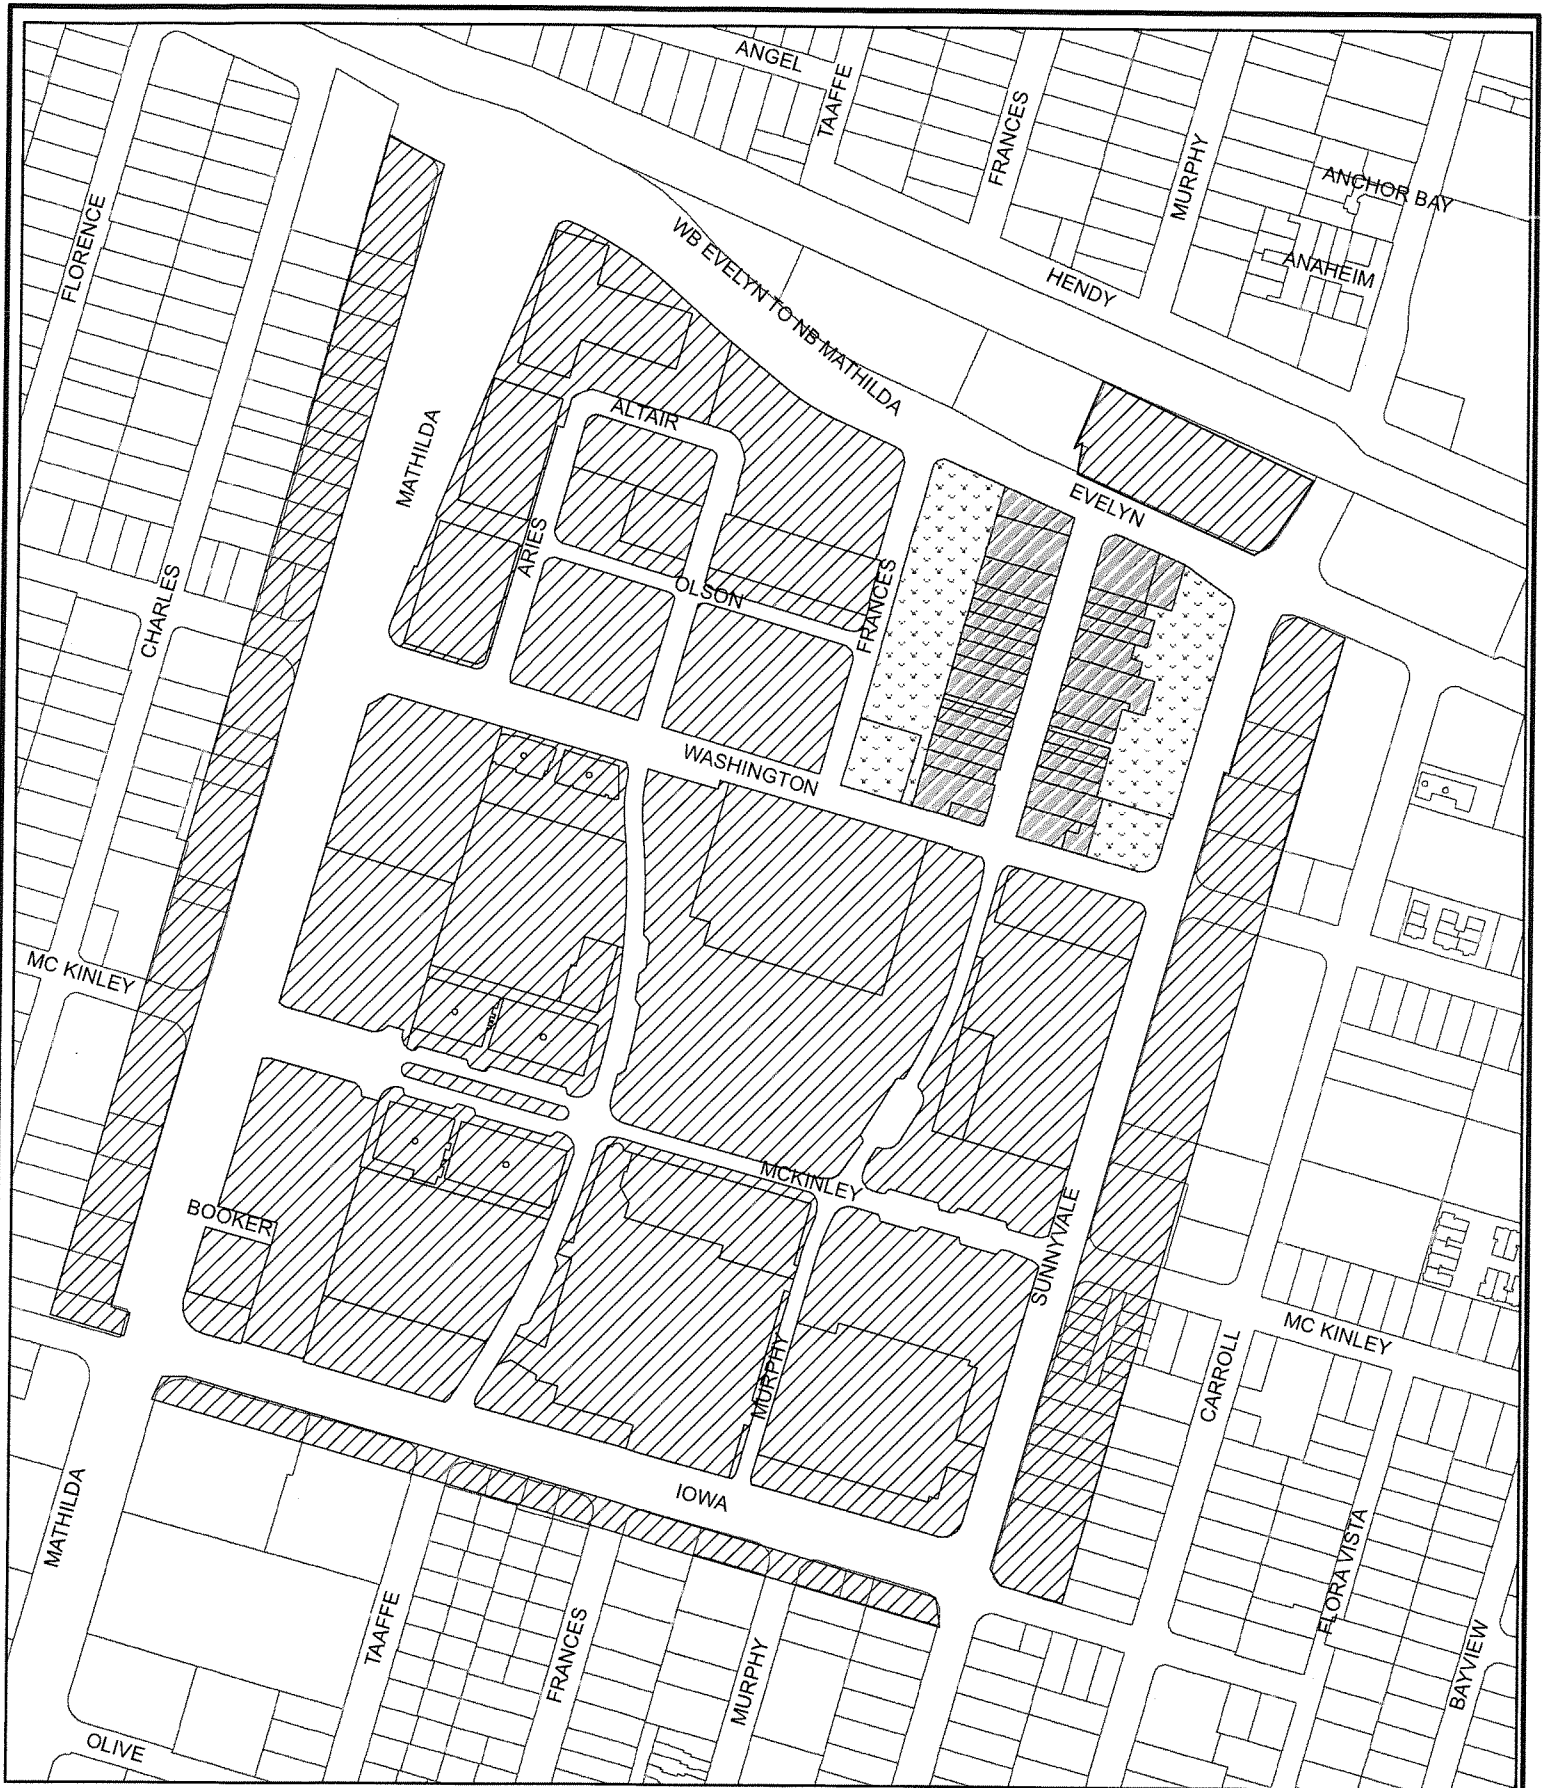 ANGEL
TAAFFE
FRANCES
MURPHY
ANCHOR BAY
FLORENCE
WB EVELYN TO NB MATHILDA
HENDY
ANAHEIM
ALTAIR
MATHILDA
EVELYN
ARIES
OLSON
FRANCES
CHARLES
WASHINGTON
MC KINLEY
MCKINLEY
BOOKER
SUNNYVALE
MC KINLEY
MURPHY
CARROLL
IOWA
MATHILDA
FLORA VISTA
TAAFFE
FRANCES
MURPHY
BAYVIEW
OLIVE